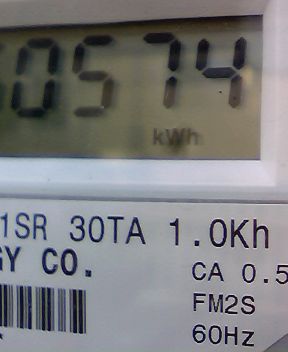 0574
kWh
1SR 30TA 1.0Kh
GY CO.
CA 0.5
FM2S
60Hz